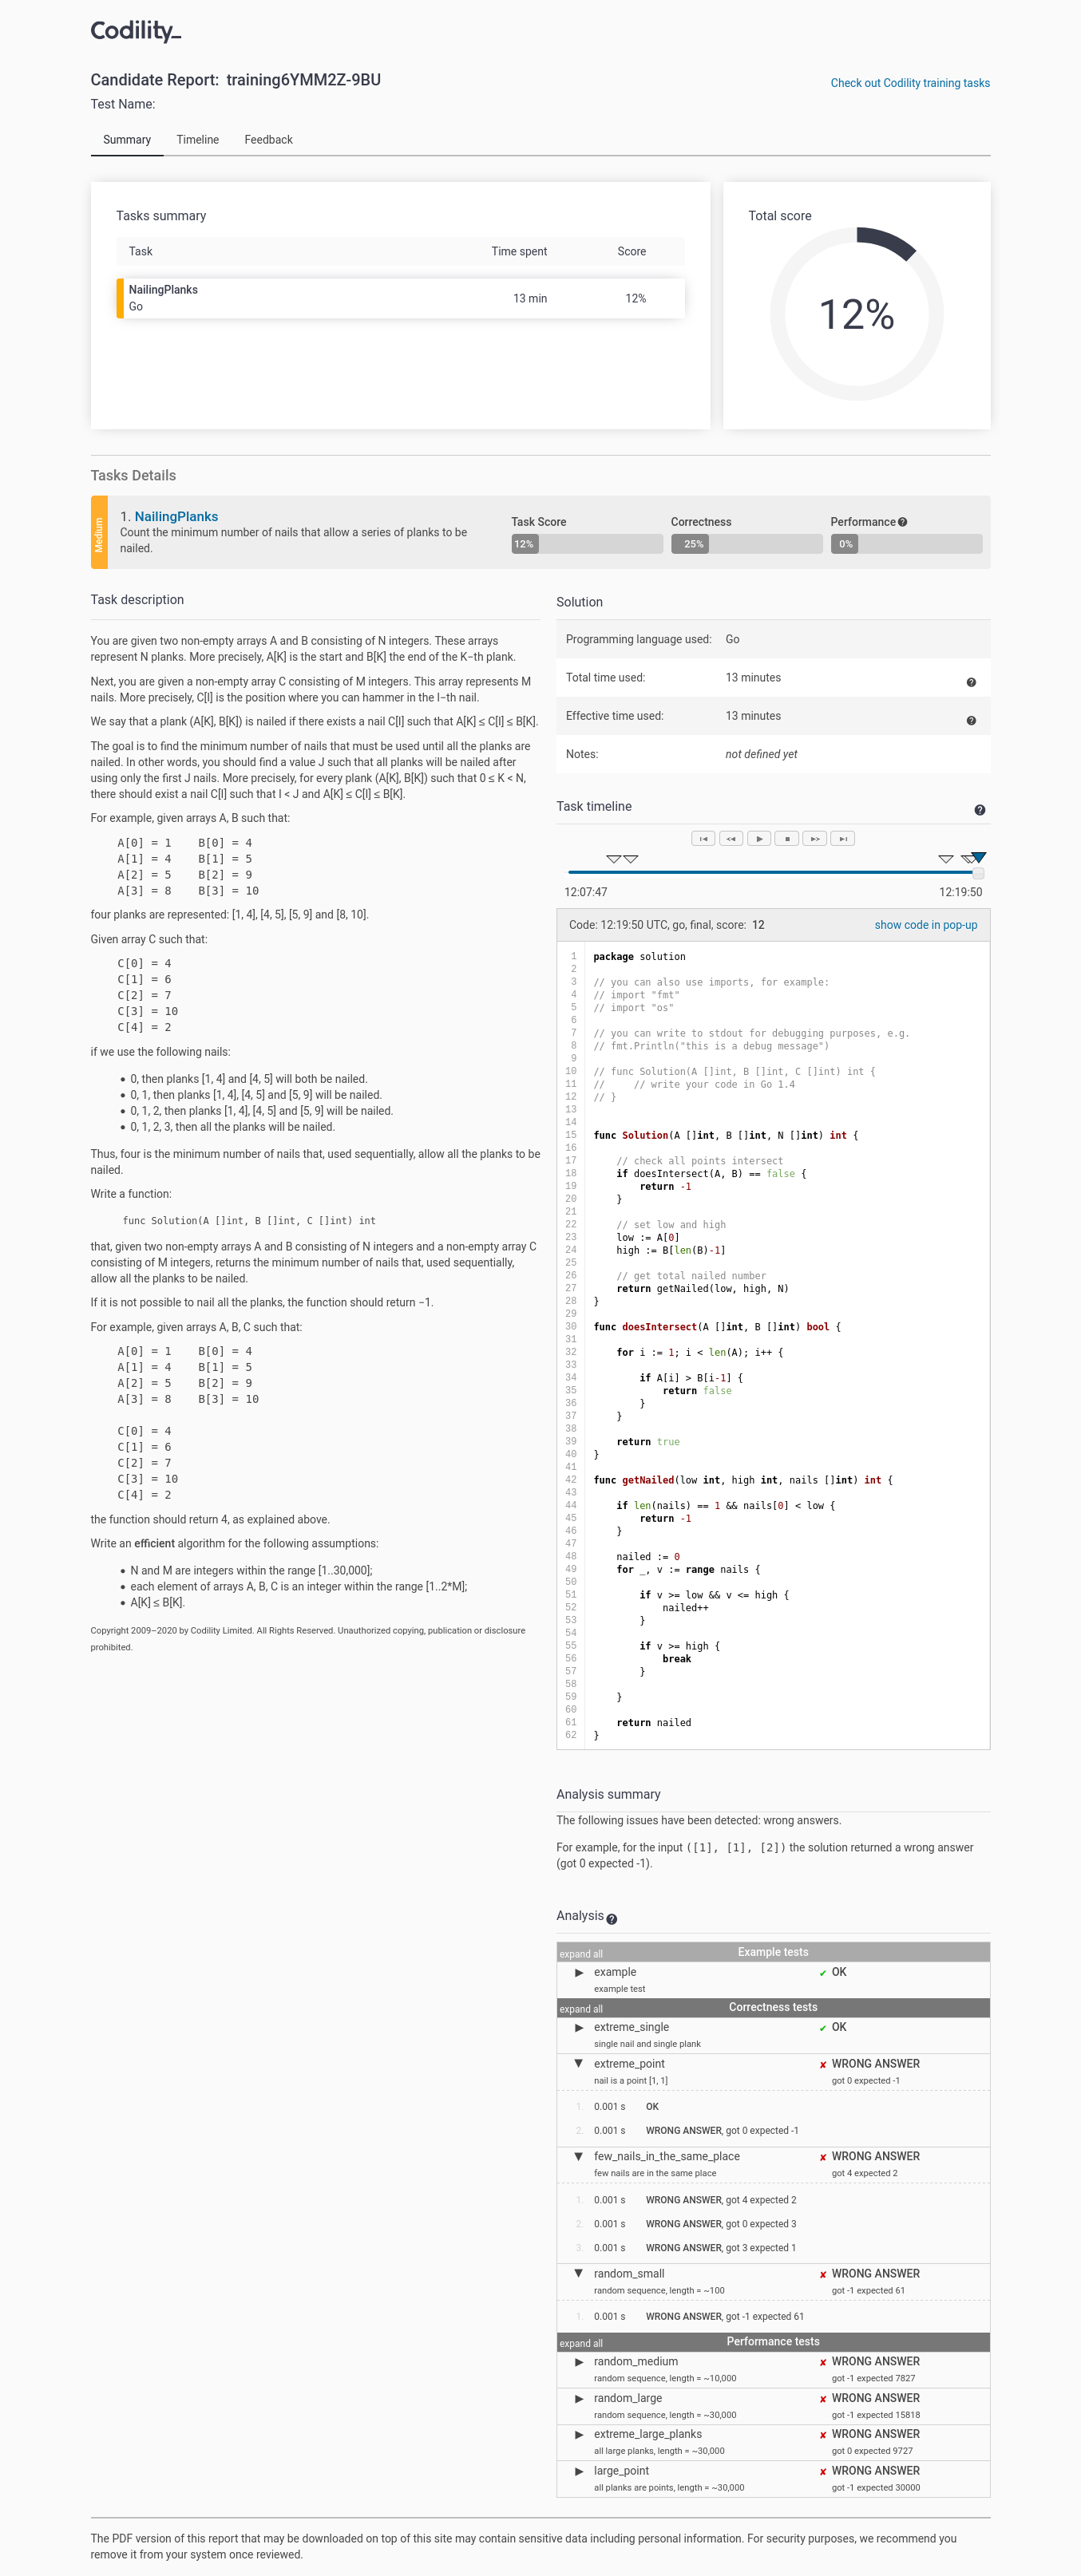 Codility_
Candidate Report: training6YMM2Z-9BU
Check out Codility training tasks
Test Name:
Summary Timeline Feedback
Tasks summary
Task Time spent Score
NailingPlanks
Go
13 min 12%
Total score
12%
Tasks Details
Medium
1. NailingPlanks
Count the minimum number of nails that allow a series of planks to be
nailed.
Task Score
12%
Correctness
25%
Performance
0%
Task description
You are given two non-empty arrays A and B consisting of N integers. These arrays
represent N planks. More precisely, A[K] is the start and B[K] the end of the K−th plank.
Next, you are given a non-empty array C consisting of M integers. This array represents M
nails. More precisely, C[I] is the position where you can hammer in the I−th nail.
We say that a plank (A[K], B[K]) is nailed if there exists a nail C[I] such that A[K] ≤ C[I] ≤ B[K].
The goal is to find the minimum number of nails that must be used until all the planks are
nailed. In other words, you should find a value J such that all planks will be nailed after
using only the first J nails. More precisely, for every plank (A[K], B[K]) such that 0 ≤ K < N,
there should exist a nail C[I] such that I < J and A[K] ≤ C[I] ≤ B[K].
For example, given arrays A, B such that:
A[0] = 1    B[0] = 4
A[1] = 4    B[1] = 5
A[2] = 5    B[2] = 9
A[3] = 8    B[3] = 10
four planks are represented: [1, 4], [4, 5], [5, 9] and [8, 10].
Given array C such that:
C[0] = 4
C[1] = 6
C[2] = 7
C[3] = 10
C[4] = 2
if we use the following nails:
• 0, then planks [1, 4] and [4, 5] will both be nailed.
• 0, 1, then planks [1, 4], [4, 5] and [5, 9] will be nailed.
• 0, 1, 2, then planks [1, 4], [4, 5] and [5, 9] will be nailed.
• 0, 1, 2, 3, then all the planks will be nailed.
Thus, four is the minimum number of nails that, used sequentially, allow all the planks to be
nailed.
Write a function:
func Solution(A []int, B []int, C []int) int
that, given two non-empty arrays A and B consisting of N integers and a non-empty array C
consisting of M integers, returns the minimum number of nails that, used sequentially,
allow all the planks to be nailed.
If it is not possible to nail all the planks, the function should return −1.
For example, given arrays A, B, C such that:
A[0] = 1    B[0] = 4
A[1] = 4    B[1] = 5
A[2] = 5    B[2] = 9
A[3] = 8    B[3] = 10
C[0] = 4
C[1] = 6
C[2] = 7
C[3] = 10
C[4] = 2
the function should return 4, as explained above.
Write an efficient algorithm for the following assumptions:
• N and M are integers within the range [1..30,000];
• each element of arrays A, B, C is an integer within the range [1..2*M];
• A[K] ≤ B[K].
Copyright 2009–2020 by Codility Limited. All Rights Reserved. Unauthorized copying, publication or disclosure
prohibited.
Solution
Programming language used: Go
Total time used: 13 minutes
Effective time used: 13 minutes
Notes: not defined yet
Task timeline
12:07:47 12:19:50
Code: 12:19:50 UTC, go, final, score: 12
show code in pop-up
1 package solution
2
3 // you can also use imports, for example:
4 // import "fmt"
5 // import "os"
6
7 // you can write to stdout for debugging purposes, e.g.
8 // fmt.Println("this is a debug message")
9
10 // func Solution(A []int, B []int, C []int) int {
11 //     // write your code in Go 1.4
12 // }
13
14
15 func Solution(A []int, B []int, N []int) int {
16
17     // check all points intersect
18     if doesIntersect(A, B) == false {
19         return -1
20     }
21
22     // set low and high
23     low := A[0]
24     high := B[len(B)-1]
25
26     // get total nailed number
27     return getNailed(low, high, N)
28 }
29
30 func doesIntersect(A []int, B []int) bool {
31
32     for i := 1; i < len(A); i++ {
33
34         if A[i] > B[i-1] {
35             return false
36         }
37     }
38
39     return true
40 }
41
42 func getNailed(low int, high int, nails []int) int {
43
44     if len(nails) == 1 && nails[0] < low {
45         return -1
46     }
47
48     nailed := 0
49     for _, v := range nails {
50
51         if v >= low && v <= high {
52             nailed++
53         }
54
55         if v >= high {
56             break
57         }
58
59     }
60
61     return nailed
62 }
Analysis summary
The following issues have been detected: wrong answers.
For example, for the input ([1], [1], [2]) the solution returned a wrong answer
(got 0 expected -1).
Analysis
expand all Example tests
▶ example ✔ OK
example test
expand all Correctness tests
▶ extreme_single ✔ OK
single nail and single plank
▼ extreme_point ✘ WRONG ANSWER
nail is a point [1, 1] got 0 expected -1
1. 0.001 s OK
2. 0.001 s WRONG ANSWER, got 0 expected -1
▼ few_nails_in_the_same_place ✘ WRONG ANSWER
few nails are in the same place got 4 expected 2
1. 0.001 s WRONG ANSWER, got 4 expected 2
2. 0.001 s WRONG ANSWER, got 0 expected 3
3. 0.001 s WRONG ANSWER, got 3 expected 1
▼ random_small ✘ WRONG ANSWER
random sequence, length = ~100 got -1 expected 61
1. 0.001 s WRONG ANSWER, got -1 expected 61
expand all Performance tests
▶ random_medium ✘ WRONG ANSWER
random sequence, length = ~10,000 got -1 expected 7827
▶ random_large ✘ WRONG ANSWER
random sequence, length = ~30,000 got -1 expected 15818
▶ extreme_large_planks ✘ WRONG ANSWER
all large planks, length = ~30,000 got 0 expected 9727
▶ large_point ✘ WRONG ANSWER
all planks are points, length = ~30,000 got -1 expected 30000
The PDF version of this report that may be downloaded on top of this site may contain sensitive data including personal information. For security purposes, we recommend you
remove it from your system once reviewed.